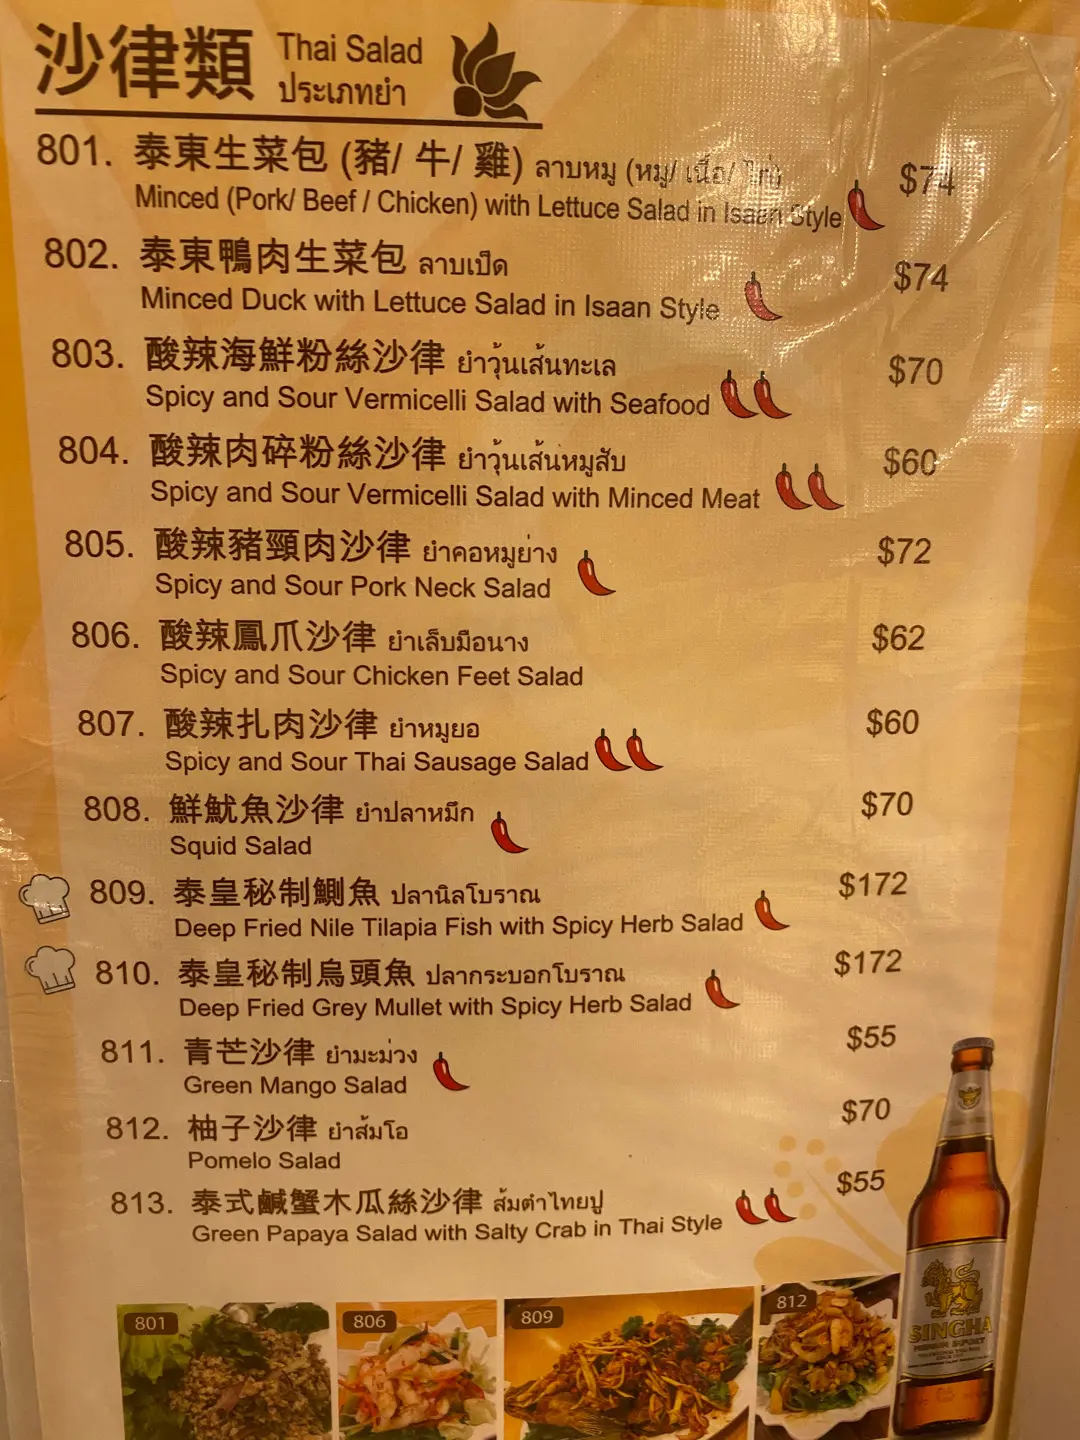 沙律類 Thai Salad
ประเภทยำ
801. 泰東生菜包 (豬/ 牛/ 雞) ลาบหมู (หมู/ เนื้อ/ ไก่) $74
Minced (Pork/ Beef / Chicken) with Lettuce Salad in Isaan Style
802. 泰東鴨肉生菜包 ลาบเป็ด $74
Minced Duck with Lettuce Salad in Isaan Style
803. 酸辣海鮮粉絲沙律 ยำวุ้นเส้นทะเล $70
Spicy and Sour Vermicelli Salad with Seafood
804. 酸辣肉碎粉絲沙律 ยำวุ้นเส้นหมูสับ $60
Spicy and Sour Vermicelli Salad with Minced Meat
805. 酸辣豬頸肉沙律 ยำคอหมูย่าง $72
Spicy and Sour Pork Neck Salad
806. 酸辣鳳爪沙律 ยำเล็บมือนาง $62
Spicy and Sour Chicken Feet Salad
807. 酸辣扎肉沙律 ยำหมูยอ $60
Spicy and Sour Thai Sausage Salad
808. 鮮魷魚沙律 ยำปลาหมึก $70
Squid Salad
809. 泰皇秘制鰂魚 ปลานิลโบราณ $172
Deep Fried Nile Tilapia Fish with Spicy Herb Salad
810. 泰皇秘制烏頭魚 ปลากระบอกโบราณ $172
Deep Fried Grey Mullet with Spicy Herb Salad
811. 青芒沙律 ยำมะม่วง $55
Green Mango Salad
812. 柚子沙律 ยำส้มโอ $70
Pomelo Salad
813. 泰式鹹蟹木瓜絲沙律 ส้มตำไทยปู $55
Green Papaya Salad with Salty Crab in Thai Style
801
806
809
812
SINGHA